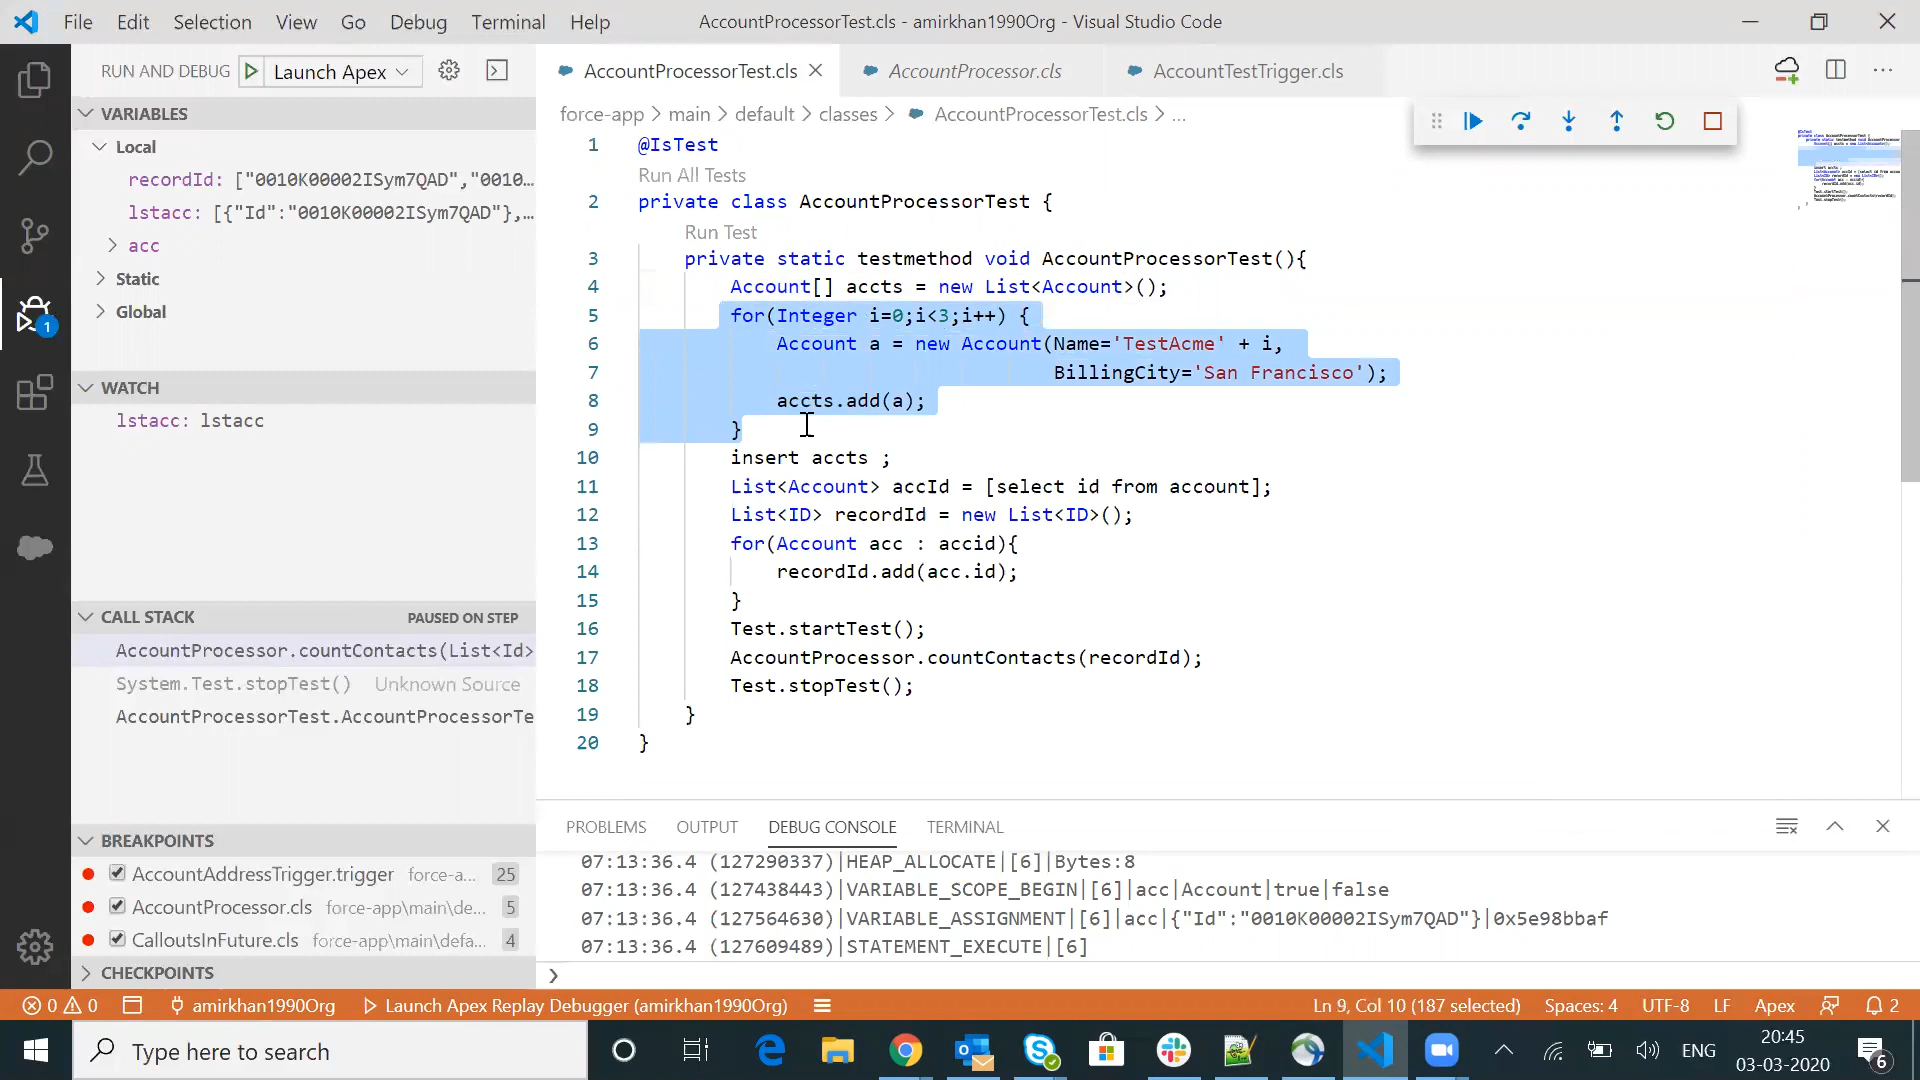 File Edit Selection View Go Debug Terminal Help
AccountProcessorTest.cls - amirkhan1990Org - Visual Studio Code
RUN AND DEBUG Launch Apex
VARIABLES
Local
recordId: ["0010K00002ISym7QAD","0010...
lstacc: [{"Id":"0010K00002ISym7QAD"},...
acc
Static
Global
WATCH
lstacc: lstacc
CALL STACK PAUSED ON STEP
AccountProcessor.countContacts(List<Id>
System.Test.stopTest() Unknown Source
AccountProcessorTest.AccountProcessorTe
BREAKPOINTS
AccountAddressTrigger.trigger force-a... 25
AccountProcessor.cls force-app\main\de... 5
CalloutsInFuture.cls force-app\main\defa... 4
CHECKPOINTS
1
AccountProcessorTest.cls AccountProcessor.cls AccountTestTrigger.cls
force-app > main > default > classes > AccountProcessorTest.cls > ...
1 @IsTest
Run All Tests
2 private class AccountProcessorTest {
Run Test
3 private static testmethod void AccountProcessorTest(){
4 Account[] accts = new List<Account>();
5 for(Integer i=0;i<3;i++) {
6 Account a = new Account(Name='TestAcme' + i,
7 BillingCity='San Francisco');
8 accts.add(a);
9 }
10 insert accts ;
11 List<Account> accId = [select id from account];
12 List<ID> recordId = new List<ID>();
13 for(Account acc : accid){
14 recordId.add(acc.id);
15 }
16 Test.startTest();
17 AccountProcessor.countContacts(recordId);
18 Test.stopTest();
19 }
20 }
PROBLEMS OUTPUT DEBUG CONSOLE TERMINAL
07:13:36.4 (127290337)|HEAP_ALLOCATE|[6]|Bytes:8
07:13:36.4 (127438443)|VARIABLE_SCOPE_BEGIN|[6]|acc|Account|true|false
07:13:36.4 (127564630)|VARIABLE_ASSIGNMENT|[6]|acc|{"Id":"0010K00002ISym7QAD"}|0x5e98bbaf
07:13:36.4 (127609489)|STATEMENT_EXECUTE|[6]
0 0 amirkhan1990Org Launch Apex Replay Debugger (amirkhan1990Org) Ln 9, Col 10 (187 selected) Spaces: 4 UTF-8 LF Apex 2
Type here to search
ENG
20:45
03-03-2020
6